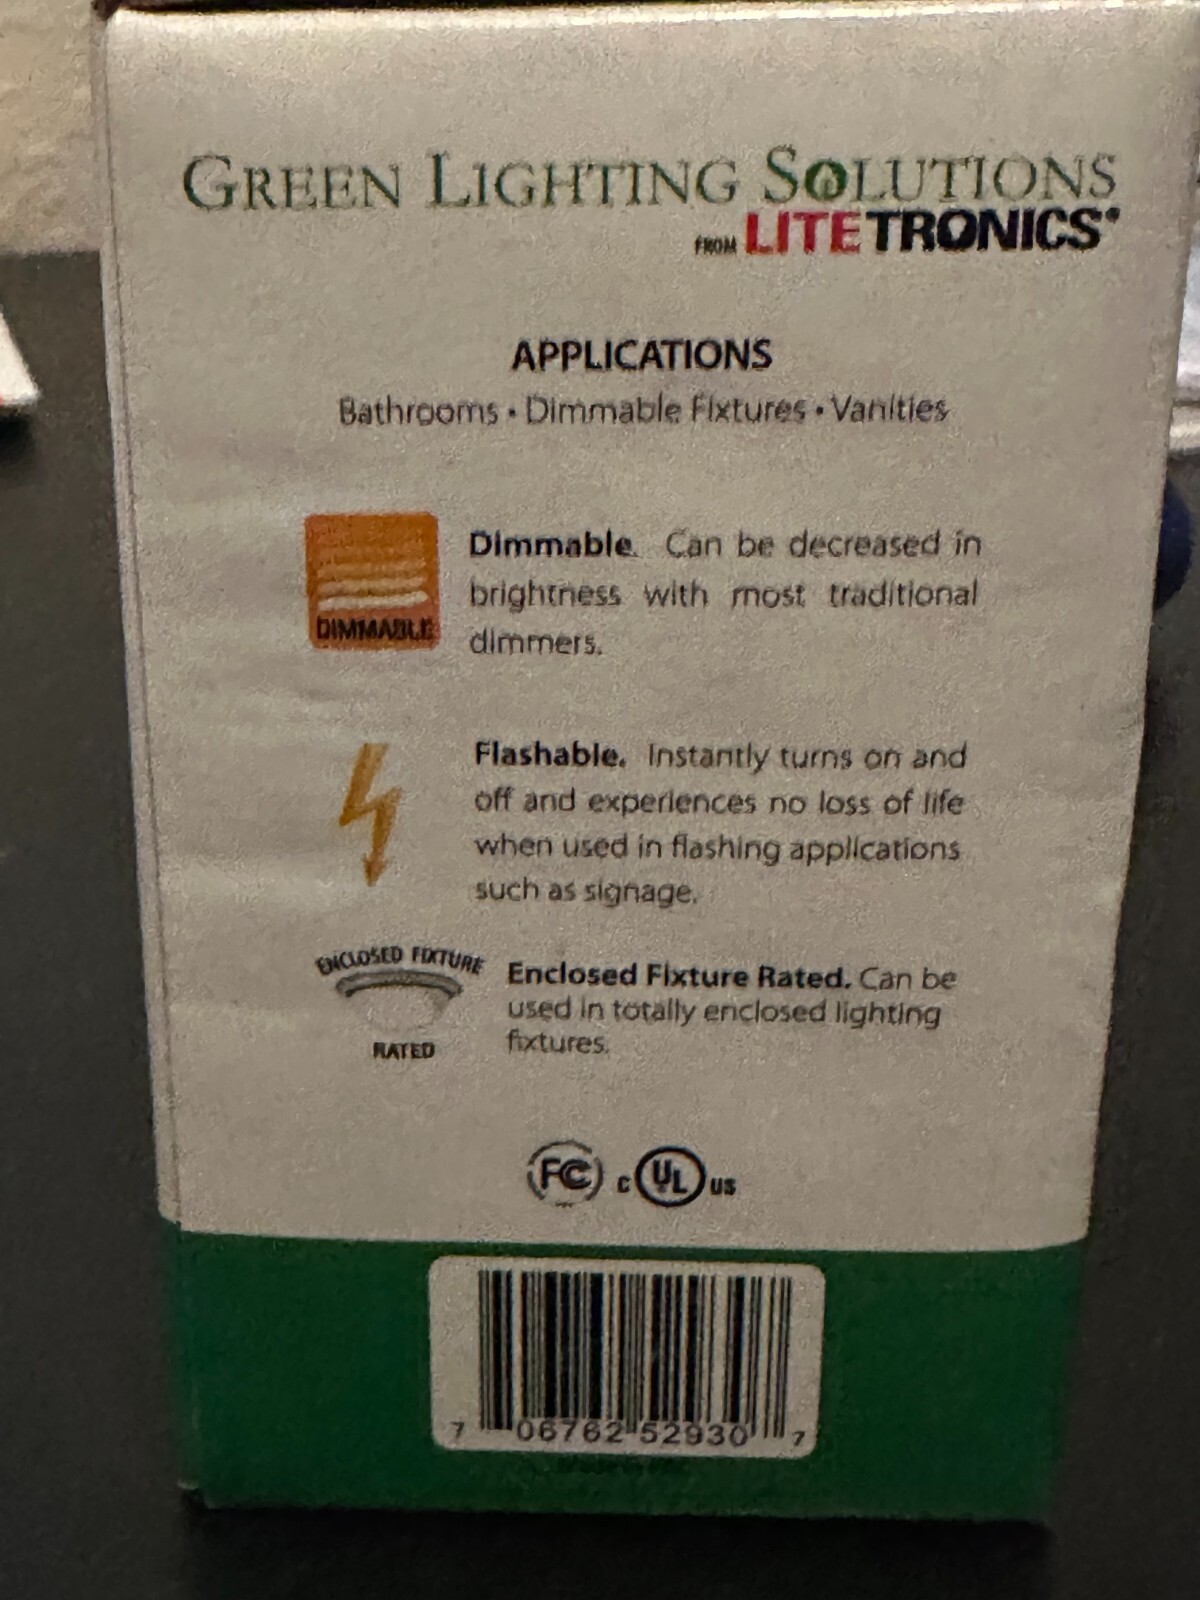 GREEN LIGHTING SOLUTIONS
FROM LITETRONICS®
APPLICATIONS
Bathrooms • Dimmable Fixtures • Vanities
DIMMABLE
Dimmable. Can be decreased in
brightness with most traditional
dimmers.
Flashable. Instantly turns on and
off and experiences no loss of life
when used in flashing applications
such as signage.
ENCLOSED FIXTURE
RATED
Enclosed Fixture Rated. Can be
used in totally enclosed lighting
fixtures.
FC c UL US
7 06762 52930 7